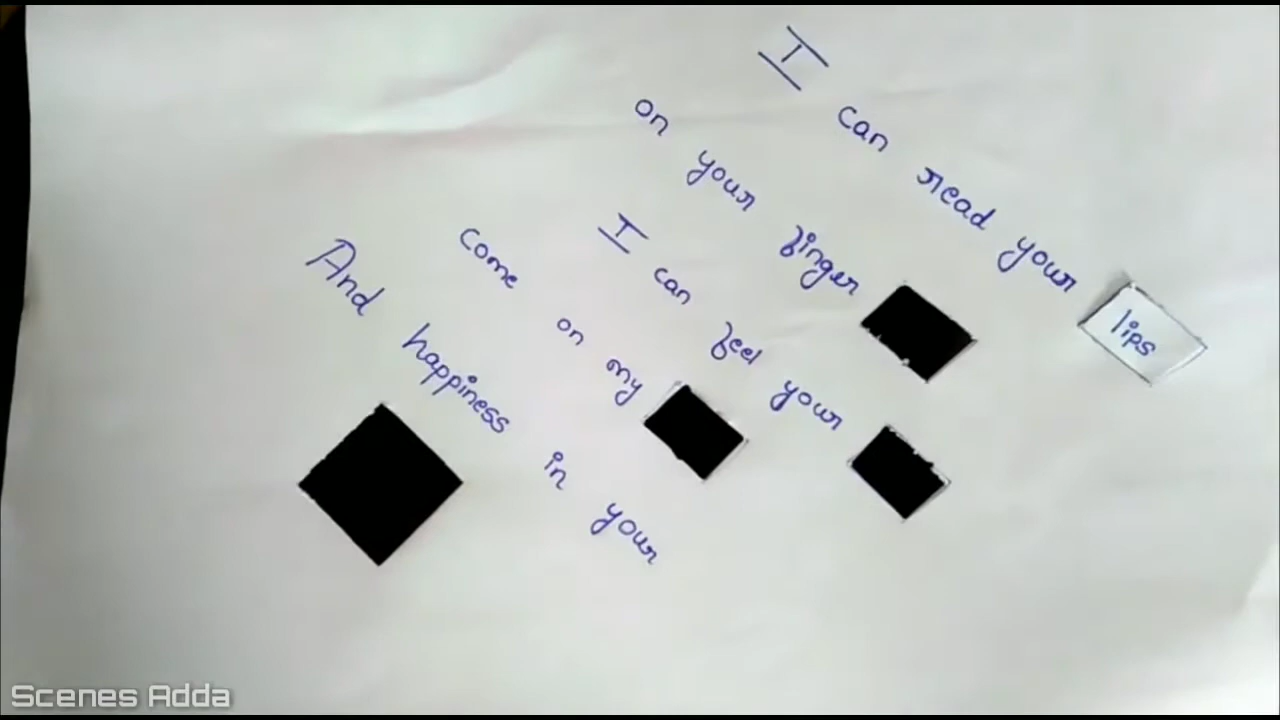 I can read your lips
on your finger
I can feel your
come on my
And happiness in your
Scenes Adda